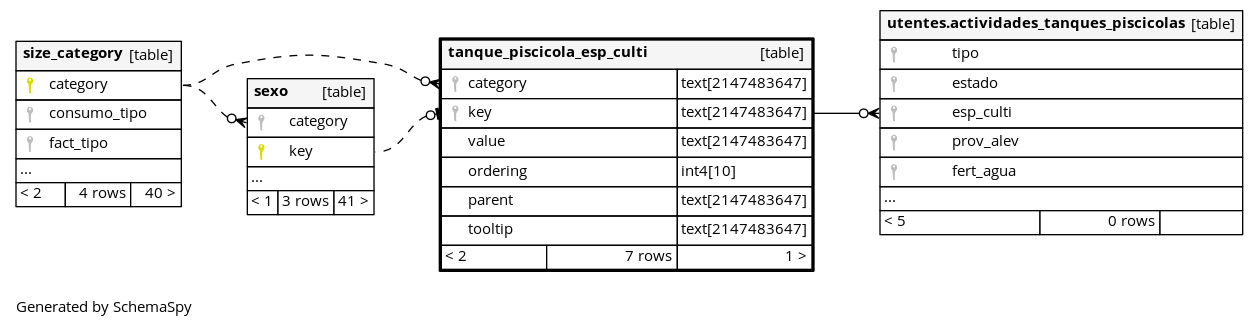 size_category [table]
category
consumo_tipo
fact_tipo
...
< 2 4 rows 40 >
sexo [table]
category
key
...
< 1 3 rows 41 >
tanque_piscicola_esp_culti [table]
category text[2147483647]
key text[2147483647]
value text[2147483647]
ordering int4[10]
parent text[2147483647]
tooltip text[2147483647]
< 2 7 rows 1 >
utentes.actividades_tanques_piscicolas [table]
tipo
estado
esp_culti
prov_alev
fert_agua
...
< 5 0 rows
Generated by SchemaSpy